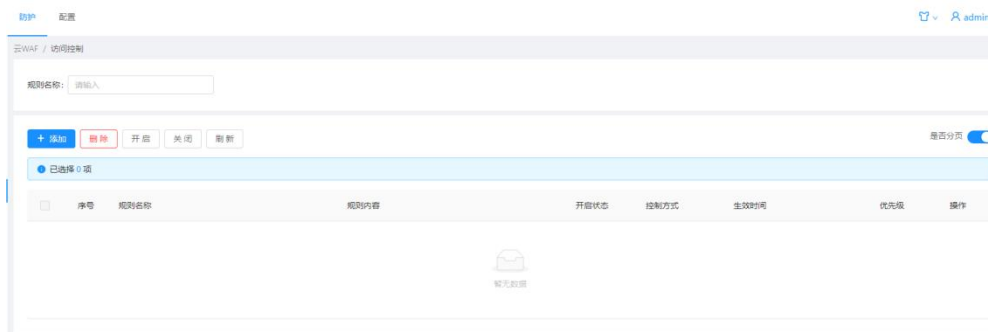 防护 配置 admin
云WAF / 访问控制
规则名称： 请输入
+ 添加 删除 开启 关闭 刷新 是否分页
已选择 0 项
序号 规则名称 规则内容 开启状态 控制方式 生效时间 优先级 操作
暂无数据